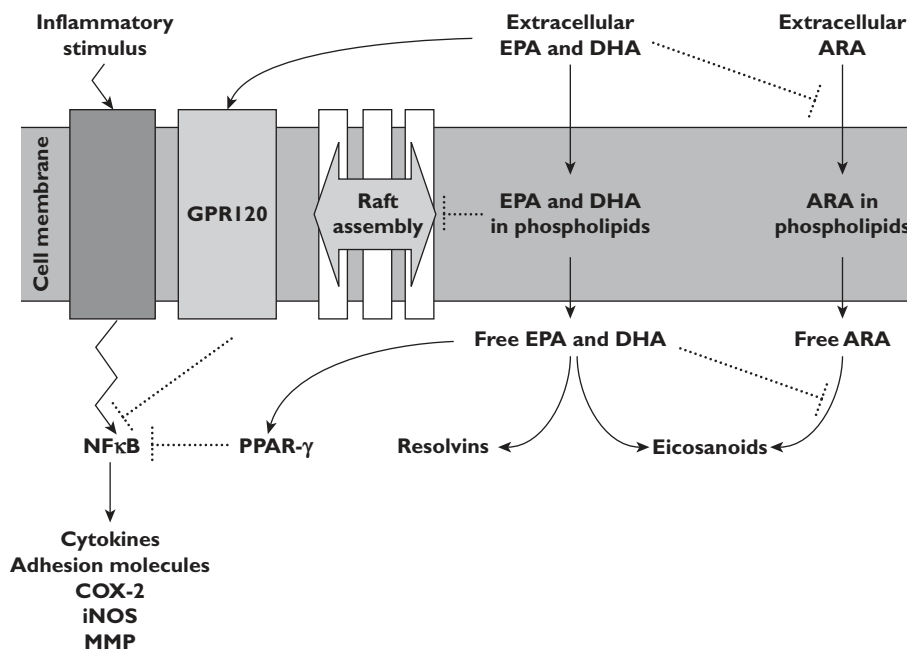 Inflammatory
stimulus
Extracellular
EPA and DHA
Extracellular
ARA
Cell membrane
GPR120
Raft
assembly
EPA and DHA
in phospholipids
ARA in
phospholipids
Free EPA and DHA
Free ARA
NFκB
PPAR-γ
Resolvins
Eicosanoids
Cytokines
Adhesion molecules
COX-2
iNOS
MMP